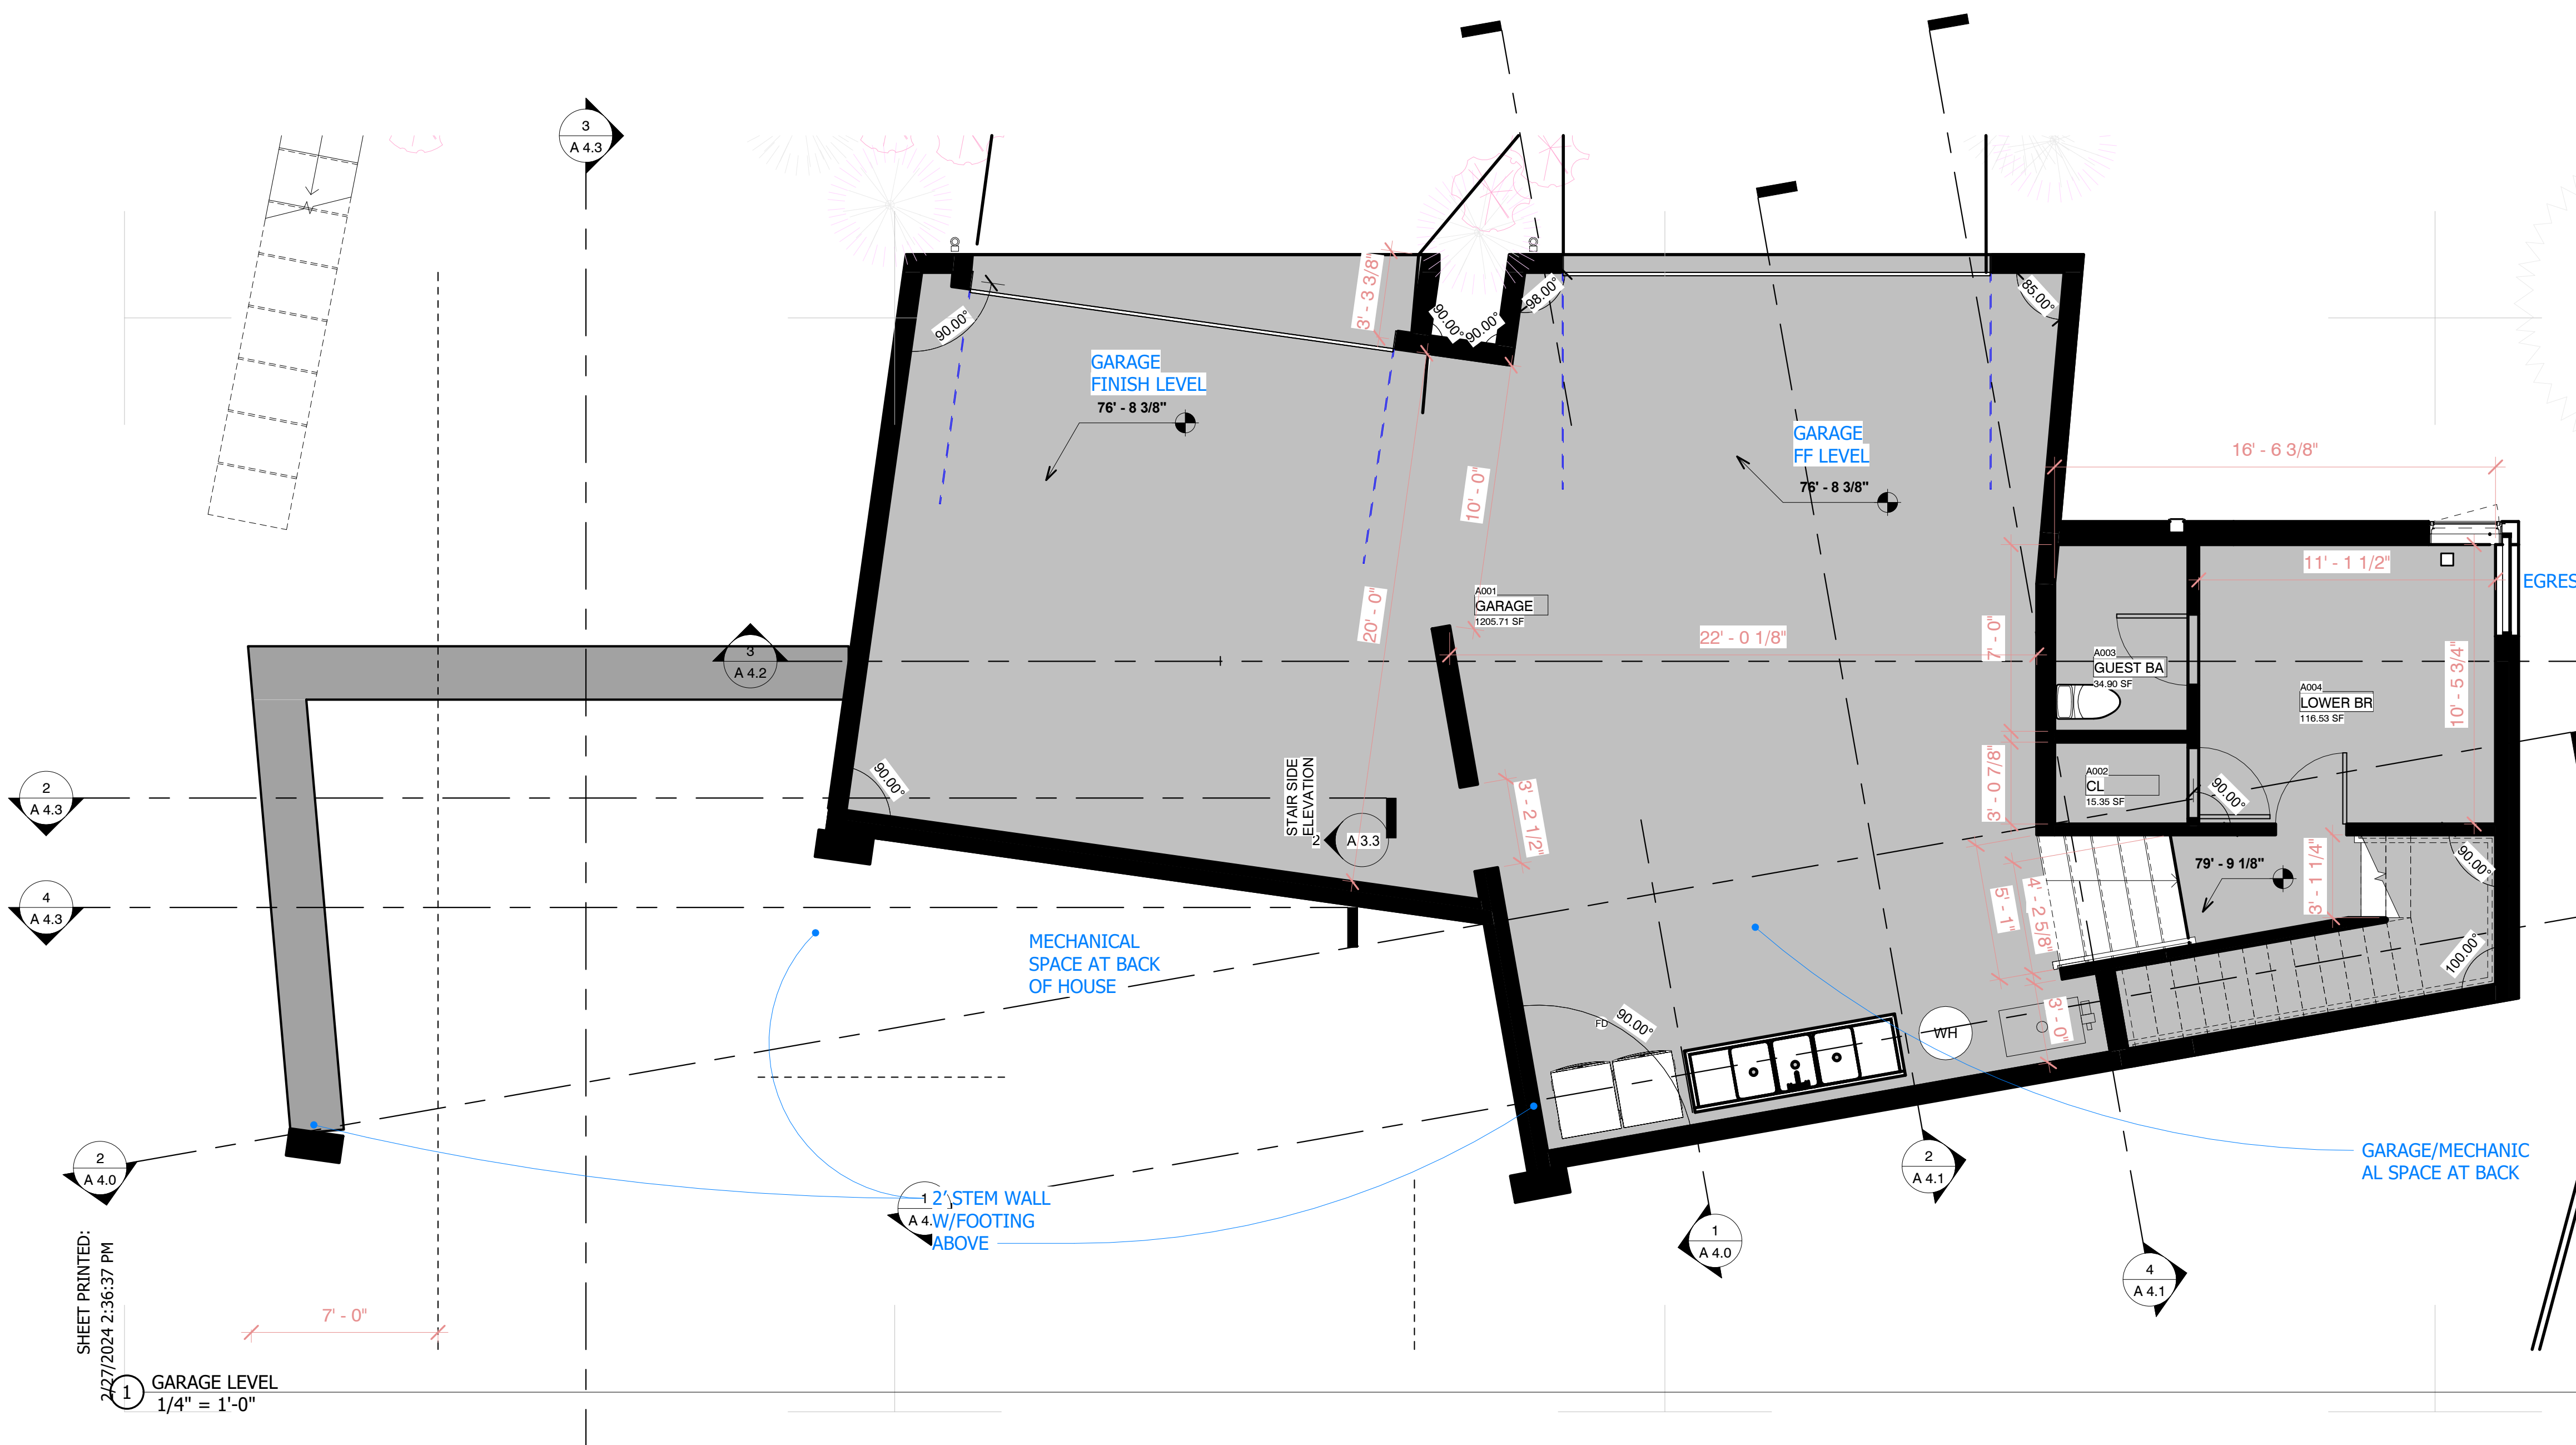 3
A 4.3
3' - 3 3/8"
90.00°
90.00°
90.00°
98.00°
85.00°
GARAGE
FINISH LEVEL
76' - 8 3/8"
GARAGE
FF LEVEL
76' - 8 3/8"
16' - 6 3/8"
10' - 0"
20' - 0"
11' - 1 1/2"
A001
GARAGE
1205.71 SF
22' - 0 1/8"
7' - 0"
3
A 4.2
A003
GUEST BA
34.90 SF
A004
LOWER BR
116.53 SF
10' - 5 3/4"
2
A 4.3
90.00°
STAIR SIDE
ELEVATION
2
A 3.3
3' - 2 1/2"
3' - 0 7/8"
A002
CL
15.35 SF
90.00°
4
A 4.3
79' - 9 1/8"
3' - 1 1/4"
90.00°
5' - 1"
4' - 2 5/8"
100.00°
MECHANICAL
SPACE AT BACK
OF HOUSE
FD
90.00°
WH
3' - 0"
2
A 4.0
1
A 4.
2' STEM WALL
W/FOOTING
ABOVE
2
A 4.1
GARAGE/MECHANIC
AL SPACE AT BACK
1
A 4.0
4
A 4.1
7' - 0"
SHEET PRINTED:
2/27/2024 2:36:37 PM
1
GARAGE LEVEL
1/4" = 1'-0"